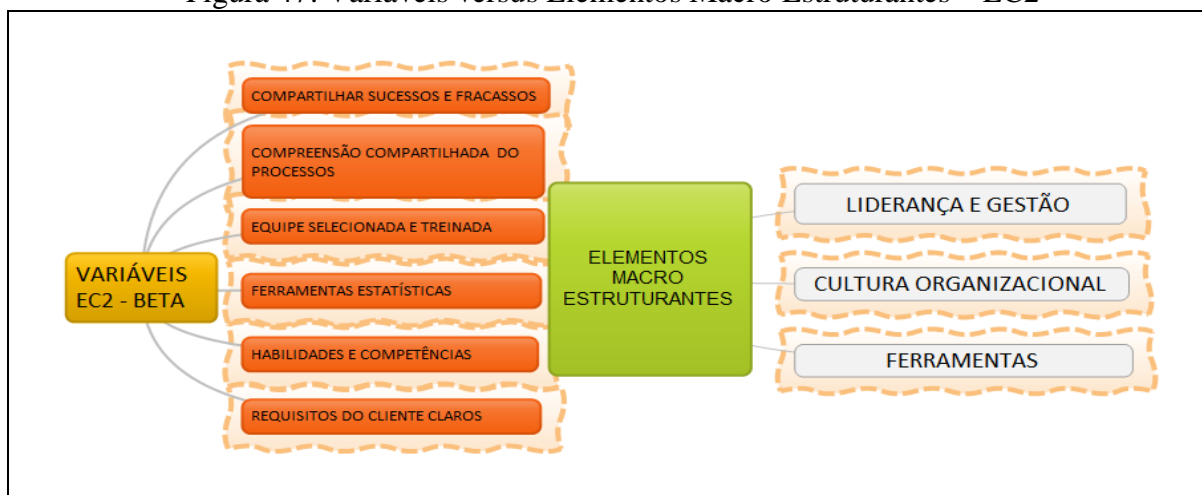 COMPARTILHAR SUCESSOS E FRACASSOS
COMPREENSÃO COMPARTILHADA DO
PROCESSOS
EQUIPE SELECIONADA E TREINADA
VARIÁVEIS
EC2 - BETA
FERRAMENTAS ESTATÍSTICAS
HABILIDADES E COMPETÊNCIAS
REQUISITOS DO CLIENTE CLAROS
ELEMENTOS
MACRO
ESTRUTURANTES
LIDERANÇA E GESTÃO
CULTURA ORGANIZACIONAL
FERRAMENTAS